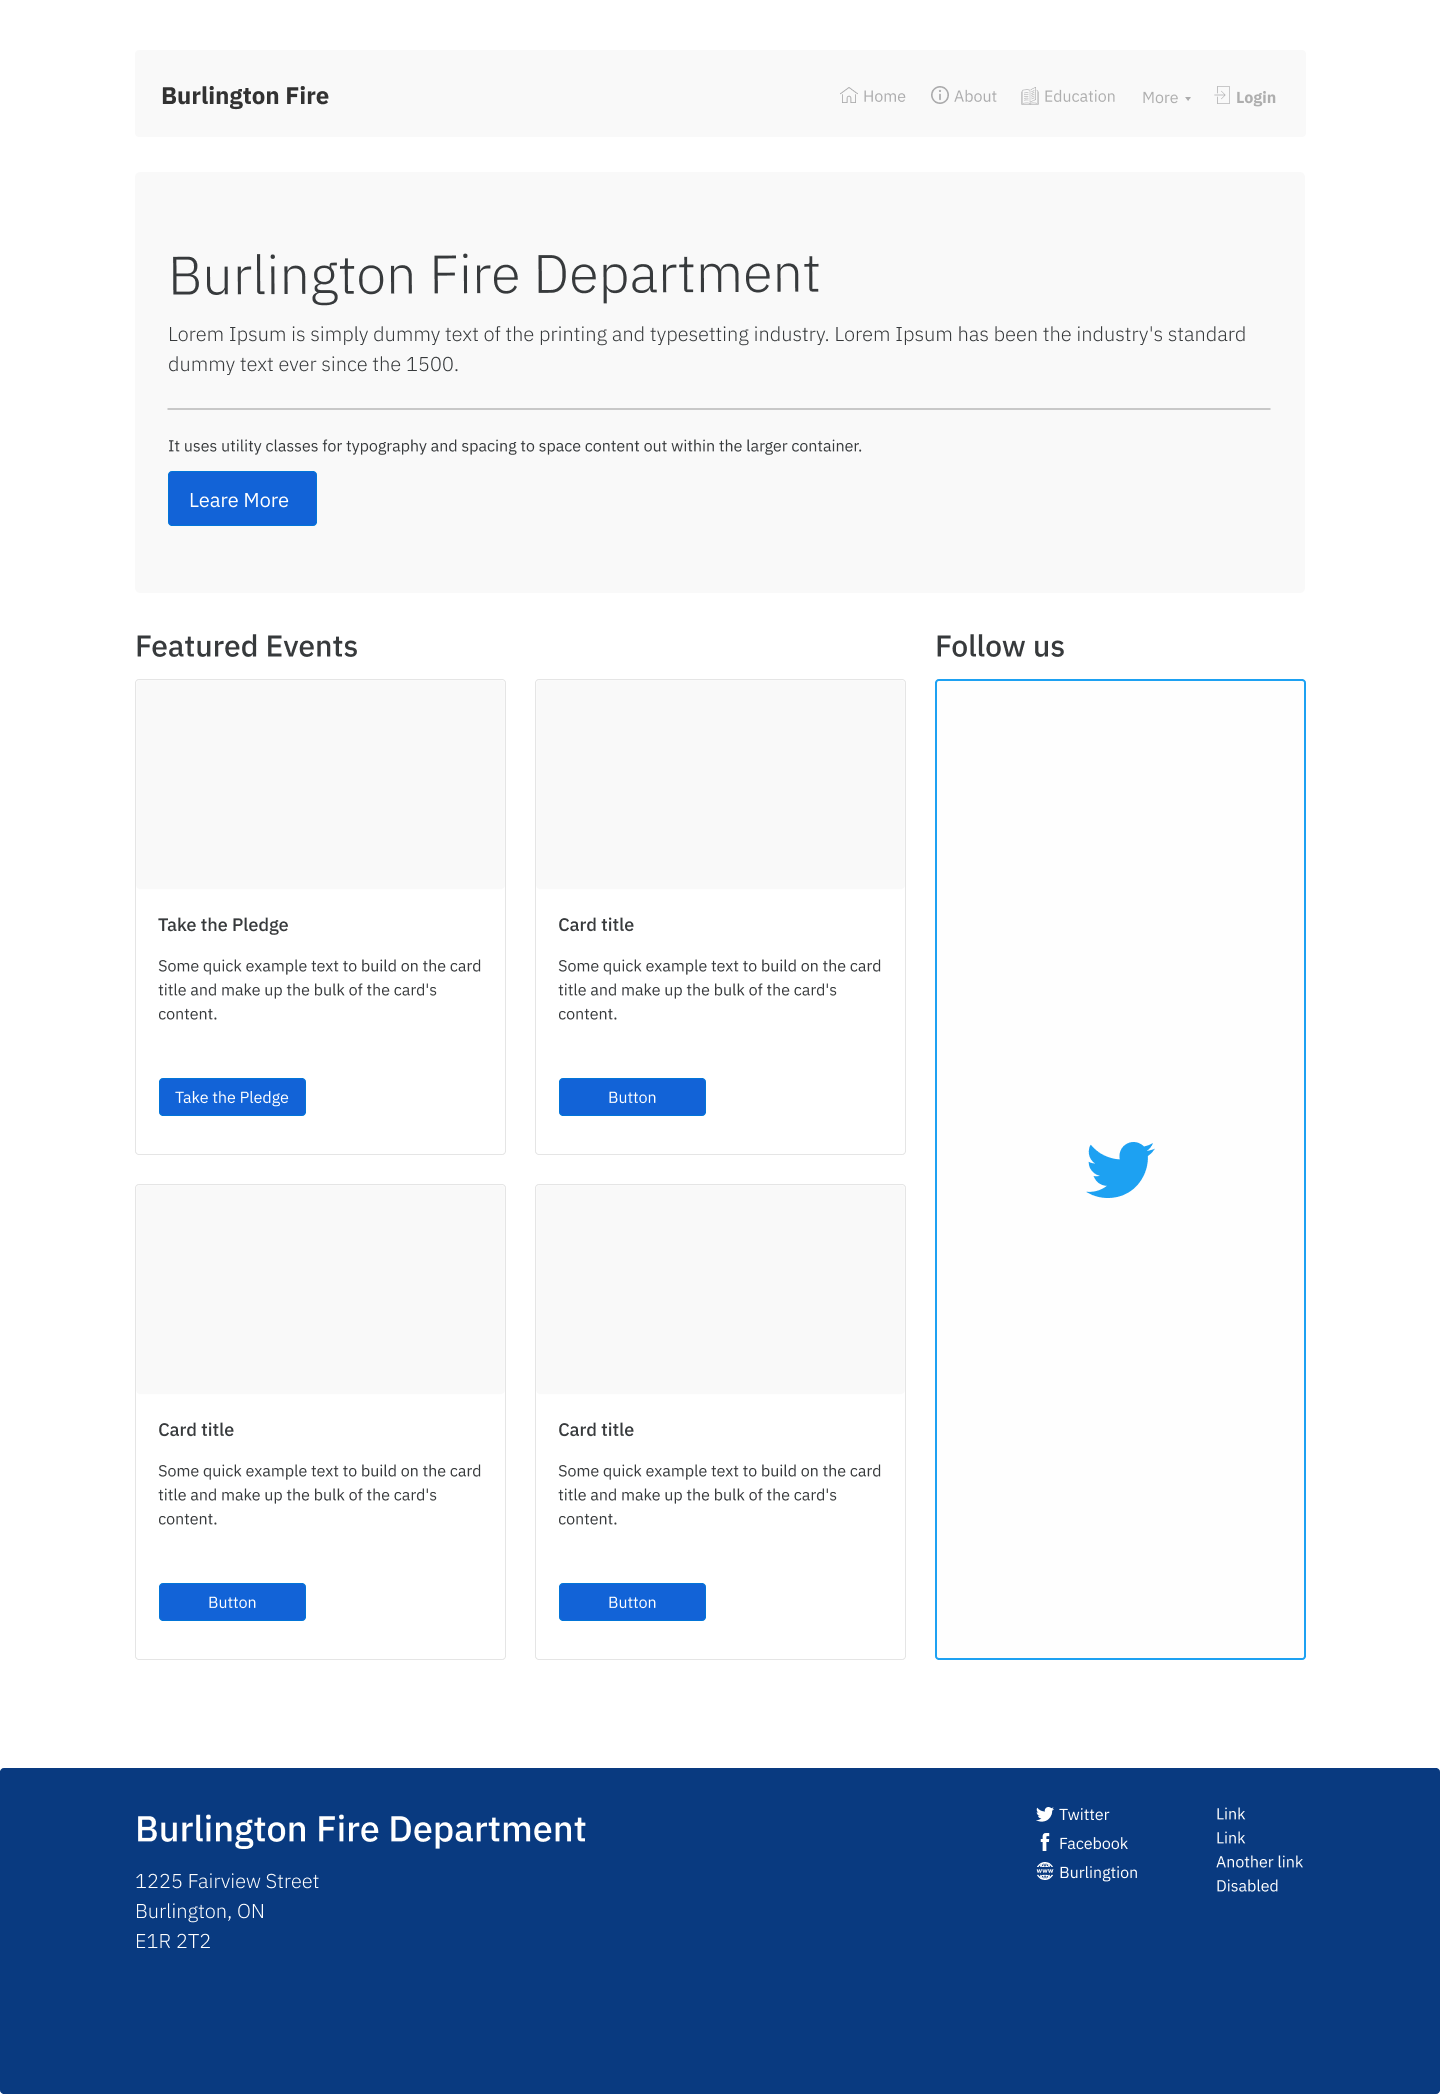 Burlington Fire
Home
About
Education
More
Login
Burlington Fire Department
Lorem Ipsum is simply dummy text of the printing and typesetting industry. Lorem Ipsum has been the industry's standard
dummy text ever since the 1500.
It uses utility classes for typography and spacing to space content out within the larger container.
Leare More
Featured Events
Follow us
Take the Pledge
Some quick example text to build on the card
title and make up the bulk of the card's
content.
Take the Pledge
Card title
Some quick example text to build on the card
title and make up the bulk of the card's
content.
Button
Card title
Some quick example text to build on the card
title and make up the bulk of the card's
content.
Button
Card title
Some quick example text to build on the card
title and make up the bulk of the card's
content.
Button
Burlington Fire Department
1225 Fairview Street
Burlington, ON
E1R 2T2
Twitter
Facebook
www
Burlingtion
Link
Link
Another link
Disabled